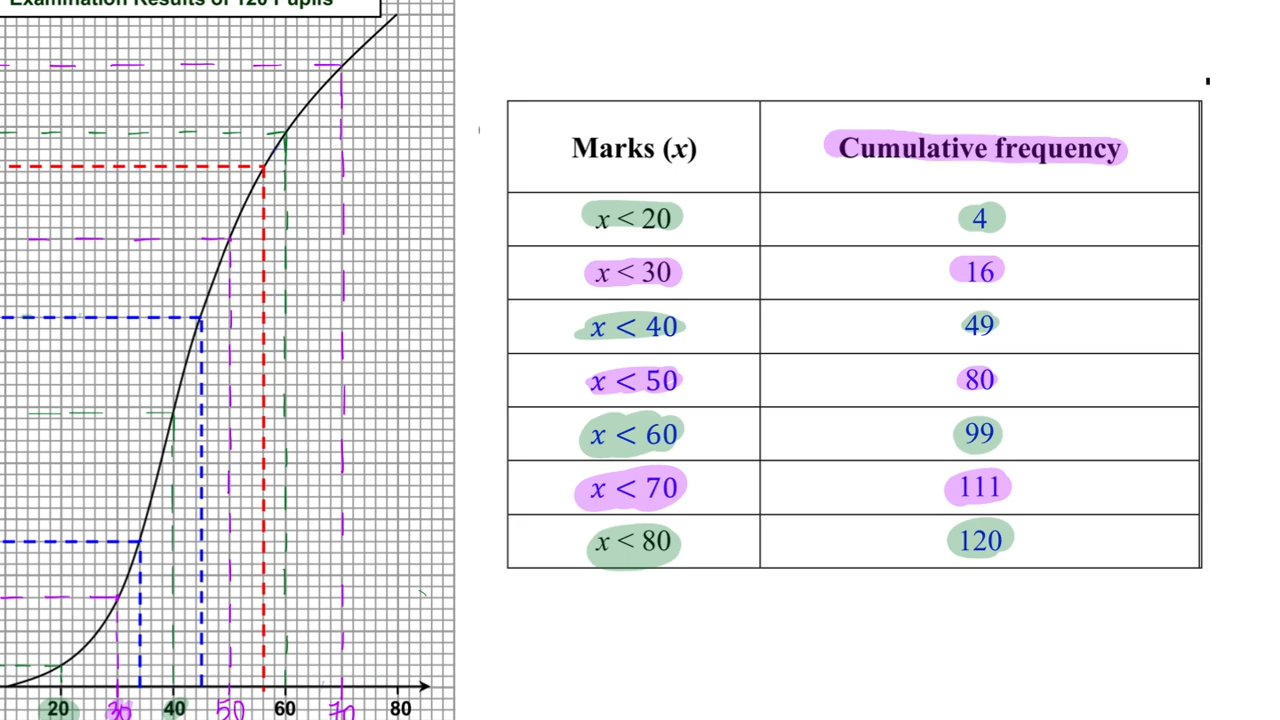 Examination Results of 120 Pupils
Marks (x) Cumulative frequency
x < 20 4
x < 30 16
x < 40 49
x < 50 80
x < 60 99
x < 70 111
x < 80 120
20 30 40 50 60 70 80